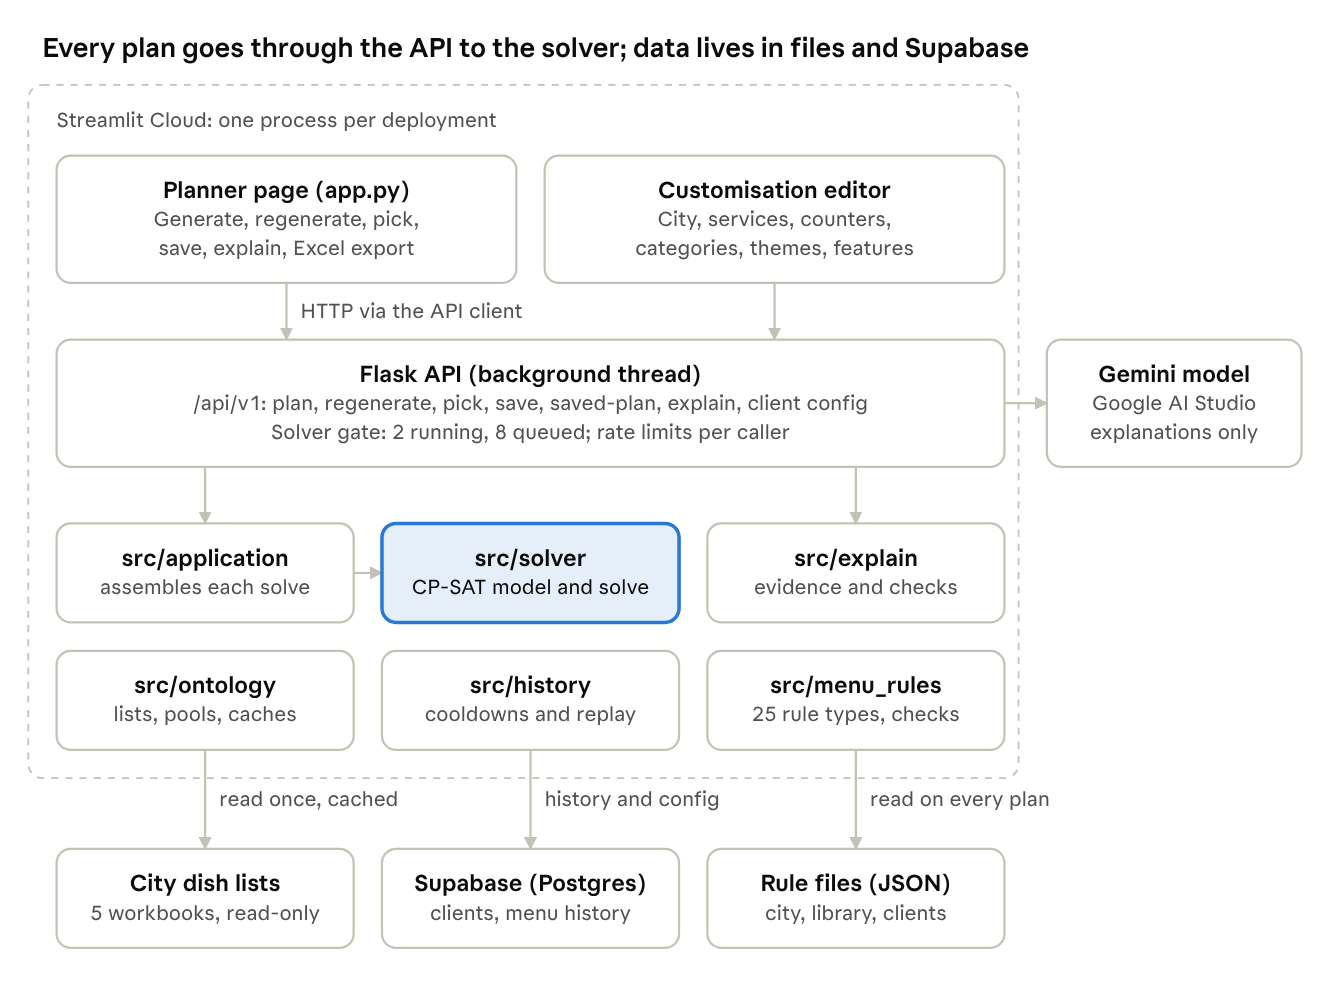 Every plan goes through the API to the solver; data lives in files and Supabase
Streamlit Cloud: one process per deployment
Planner page (app.py)
Generate, regenerate, pick,
save, explain, Excel export
Customisation editor
City, services, counters,
categories, themes, features
HTTP via the API client
Flask API (background thread)
/api/v1: plan, regenerate, pick, save, saved-plan, explain, client config
Solver gate: 2 running, 8 queued; rate limits per caller
Gemini model
Google AI Studio
explanations only
src/application
assembles each solve
src/solver
CP-SAT model and solve
src/explain
evidence and checks
src/ontology
lists, pools, caches
src/history
cooldowns and replay
src/menu_rules
25 rule types, checks
read once, cached
history and config
read on every plan
City dish lists
5 workbooks, read-only
Supabase (Postgres)
clients, menu history
Rule files (JSON)
city, library, clients